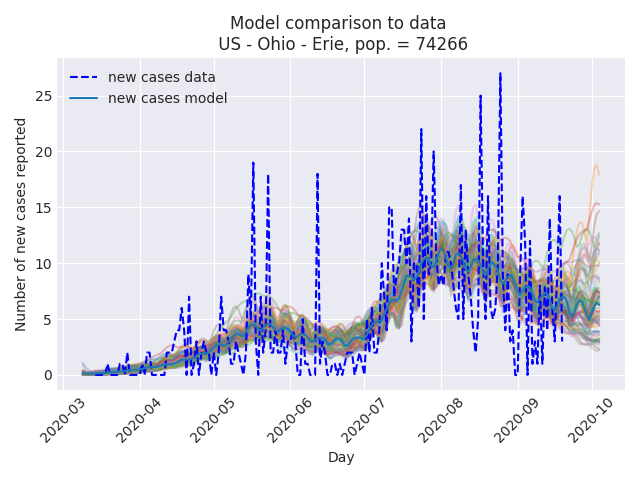 Model comparison to data
US - Ohio - Erie, pop. = 74266
new cases data
new cases model
Number of new cases reported
25
20
15
10
5
0
2020-03
2020-04
2020-05
2020-06
2020-07
2020-08
2020-09
2020-10
Day